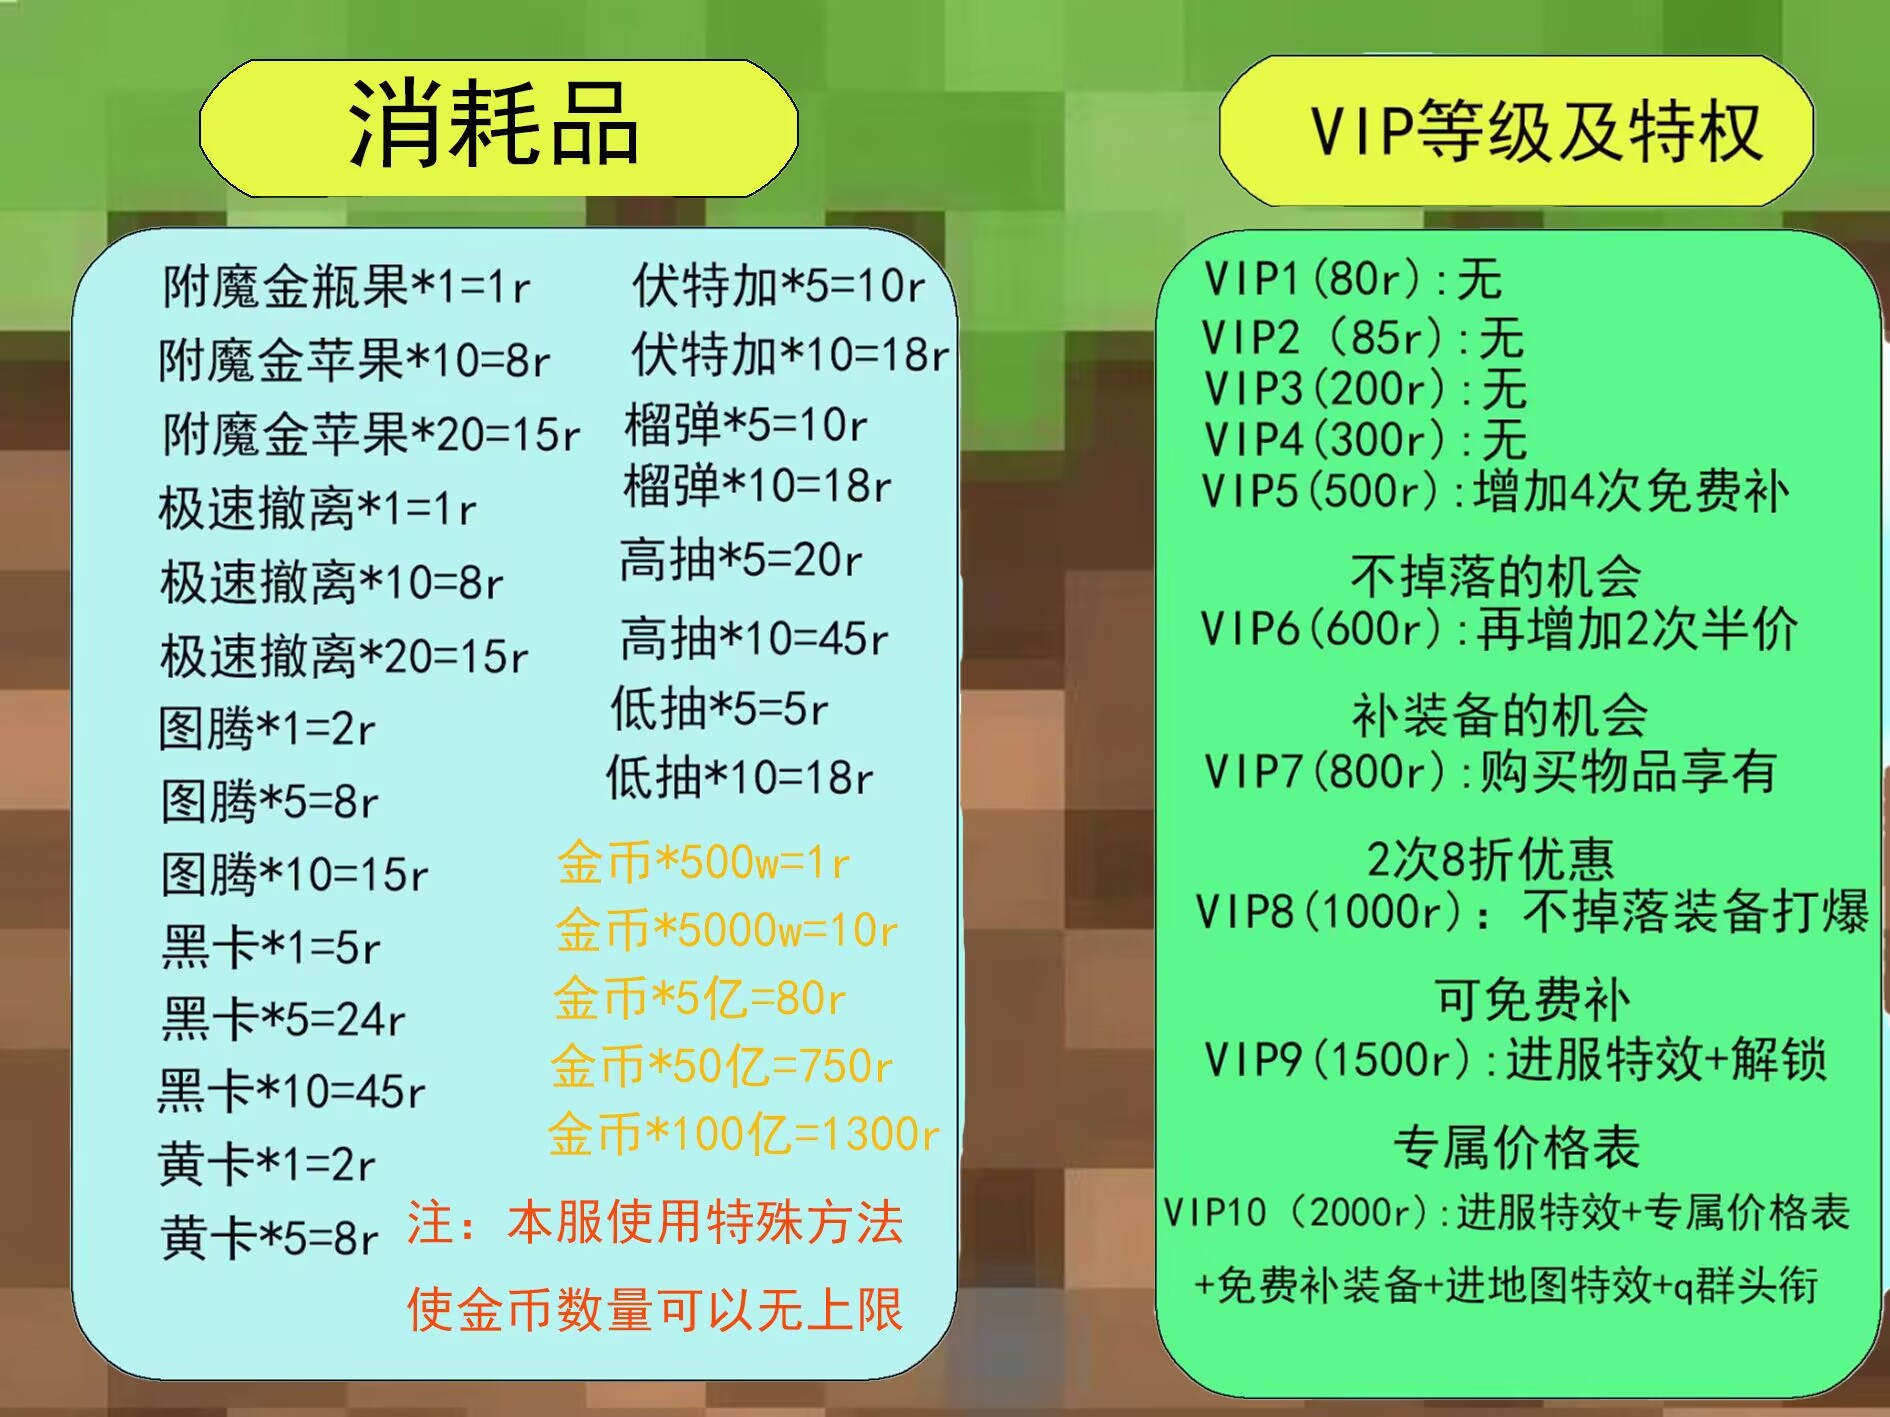 消耗品
附魔金瓶果*1=1r
附魔金苹果*10=8r
附魔金苹果*20=15r
极速撤离*1=1r
极速撤离*10=8r
极速撤离*20=15r
图腾*1=2r
图腾*5=8r
图腾*10=15r
黑卡*1=5r
黑卡*5=24r
黑卡*10=45r
黄卡*1=2r
黄卡*5=8r
伏特加*5=10r
伏特加*10=18r
榴弹*5=10r
榴弹*10=18r
高抽*5=20r
高抽*10=45r
低抽*5=5r
低抽*10=18r
金币*500w=1r
金币*5000w=10r
金币*5亿=80r
金币*50亿=750r
金币*100亿=1300r
注：本服使用特殊方法
使金币数量可以无上限
VIP等级及特权
VIP1(80r):无
VIP2（85r):无
VIP3(200r):无
VIP4(300r):无
VIP5(500r):增加4次免费补
不掉落的机会
VIP6(600r):再增加2次半价
补装备的机会
VIP7(800r):购买物品享有
2次8折优惠
VIP8(1000r)：不掉落装备打爆
可免费补
VIP9(1500r):进服特效+解锁
专属价格表
VIP10（2000r):进服特效+专属价格表
+免费补装备+进地图特效+q群头衔